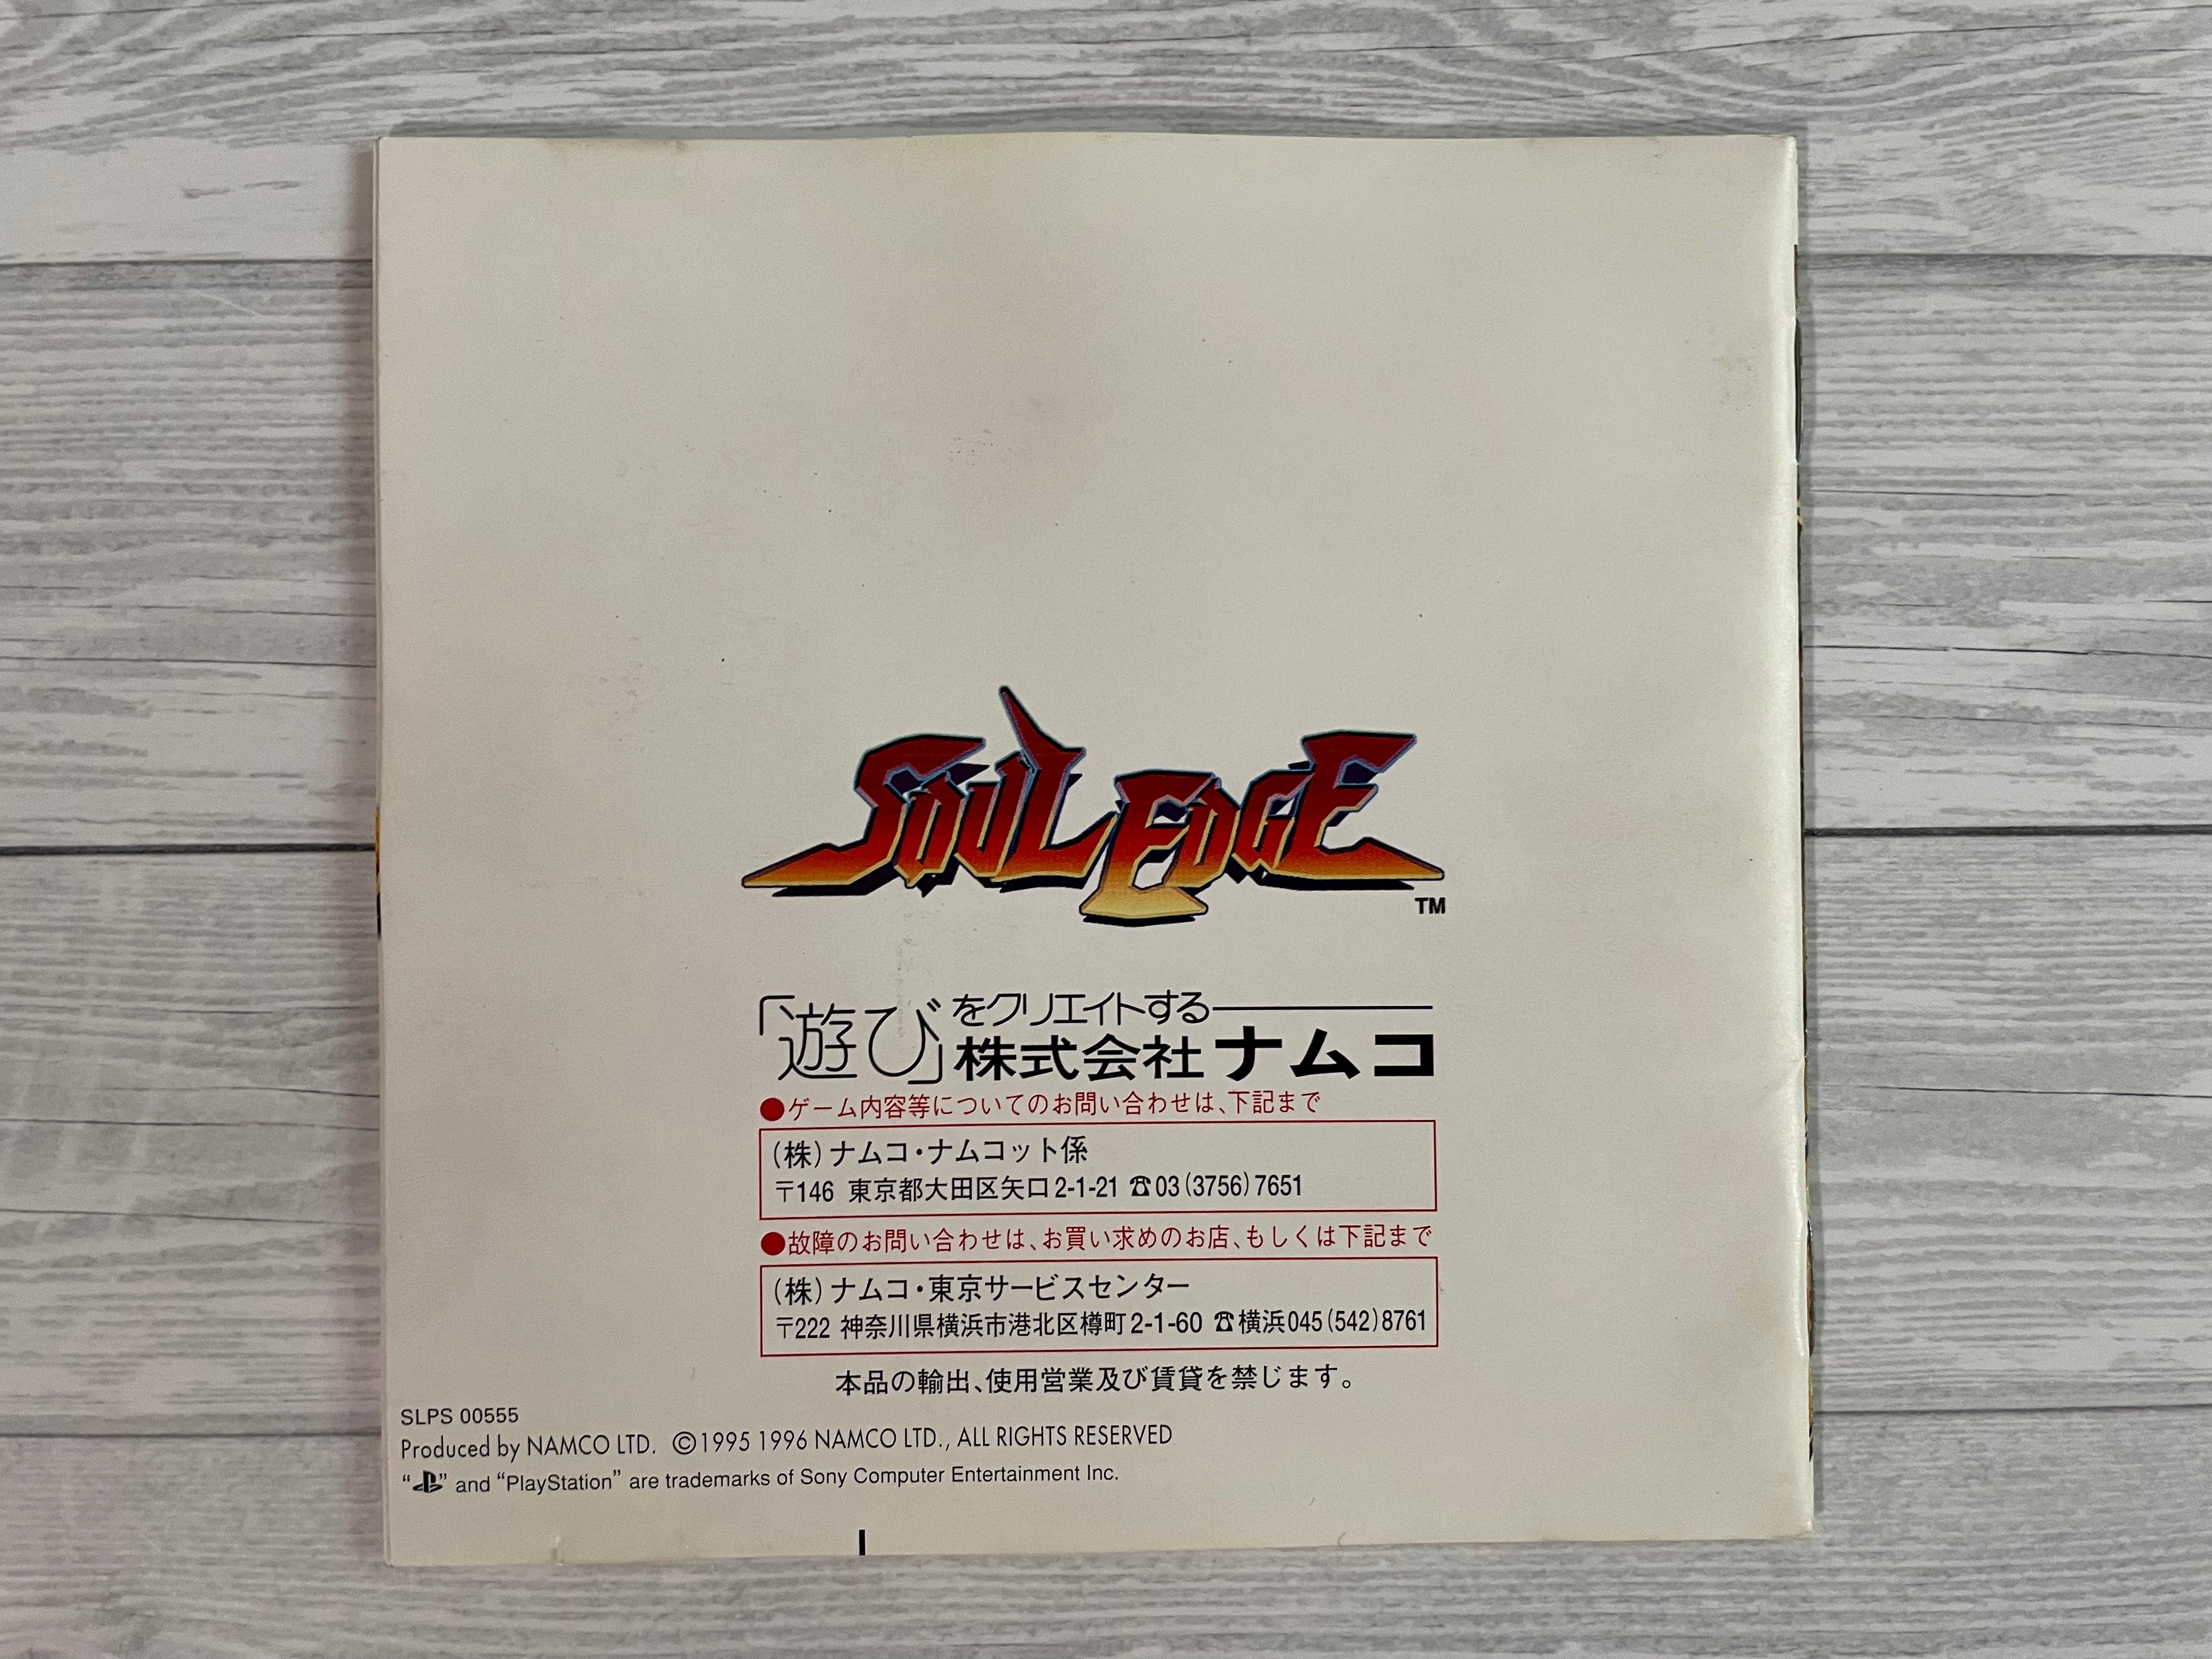 SOUL EDGE
TM
「遊び」をクリエイトする
株式会社ナムコ
●ゲーム内容等についてのお問い合わせは、下記まで
(株)ナムコ・ナムコット係
〒146 東京都大田区矢口2-1-21 ☎03(3756)7651
●故障のお問い合わせは、お買い求めのお店、もしくは下記まで
(株)ナムコ・東京サービスセンター
〒222 神奈川県横浜市港北区樽町2-1-60 ☎横浜045(542)8761
本品の輸出、使用営業及び賃貸を禁じます。
SLPS 00555
Produced by NAMCO LTD. ©1995 1996 NAMCO LTD., ALL RIGHTS RESERVED
“ ” and “PlayStation” are trademarks of Sony Computer Entertainment Inc.